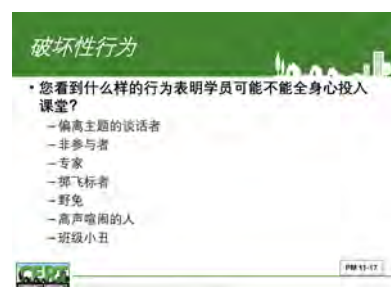 破坏性行为
• 您看到什么样的行为表明学员可能不能全身心投入
课堂?
–偏离主题的谈话者
–非参与者
–专家
–掷飞标者
–野兔
–高声喧闹的人
–班级小丑
PM 11-17